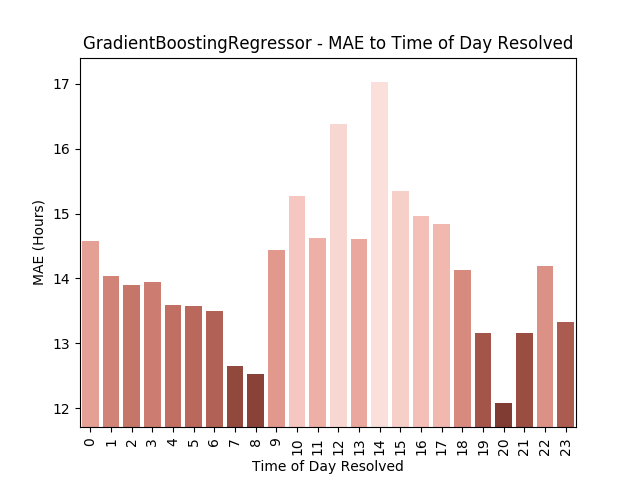 GradientBoostingRegressor - MAE to Time of Day Resolved
17
16
15
14
13
12
MAE (Hours)
0 1 2 3 4 5 6 7 8 9 10 11 12 13 14 15 16 17 18 19 20 21 22 23
Time of Day Resolved